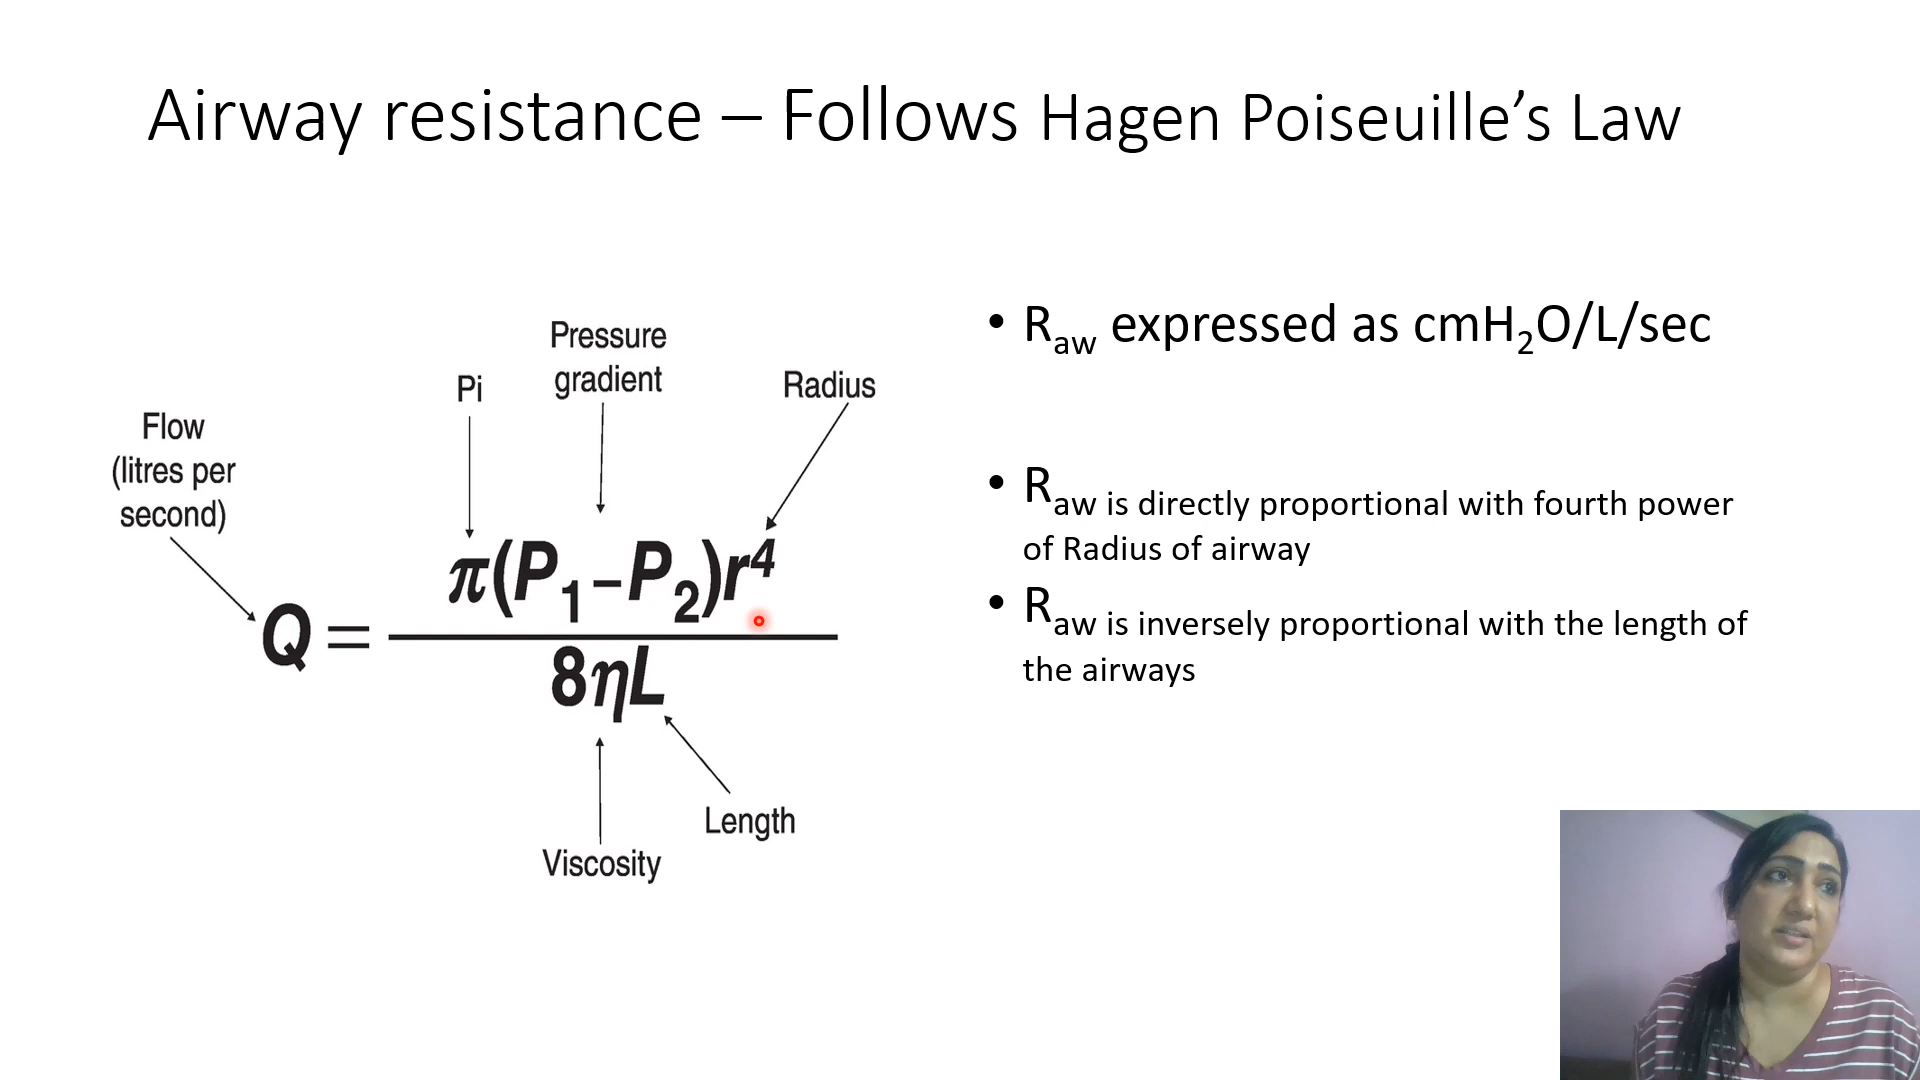 Airway resistance – Follows Hagen Poiseuille’s Law
Pressure
gradient
Pi
Radius
Flow
(litres per
second)
Q = π(P₁–P₂)r⁴
8ηL
Length
Viscosity
• Raw expressed as cmH₂O/L/sec
• Raw is directly proportional with fourth power
of Radius of airway
• Raw is inversely proportional with the length of
the airways